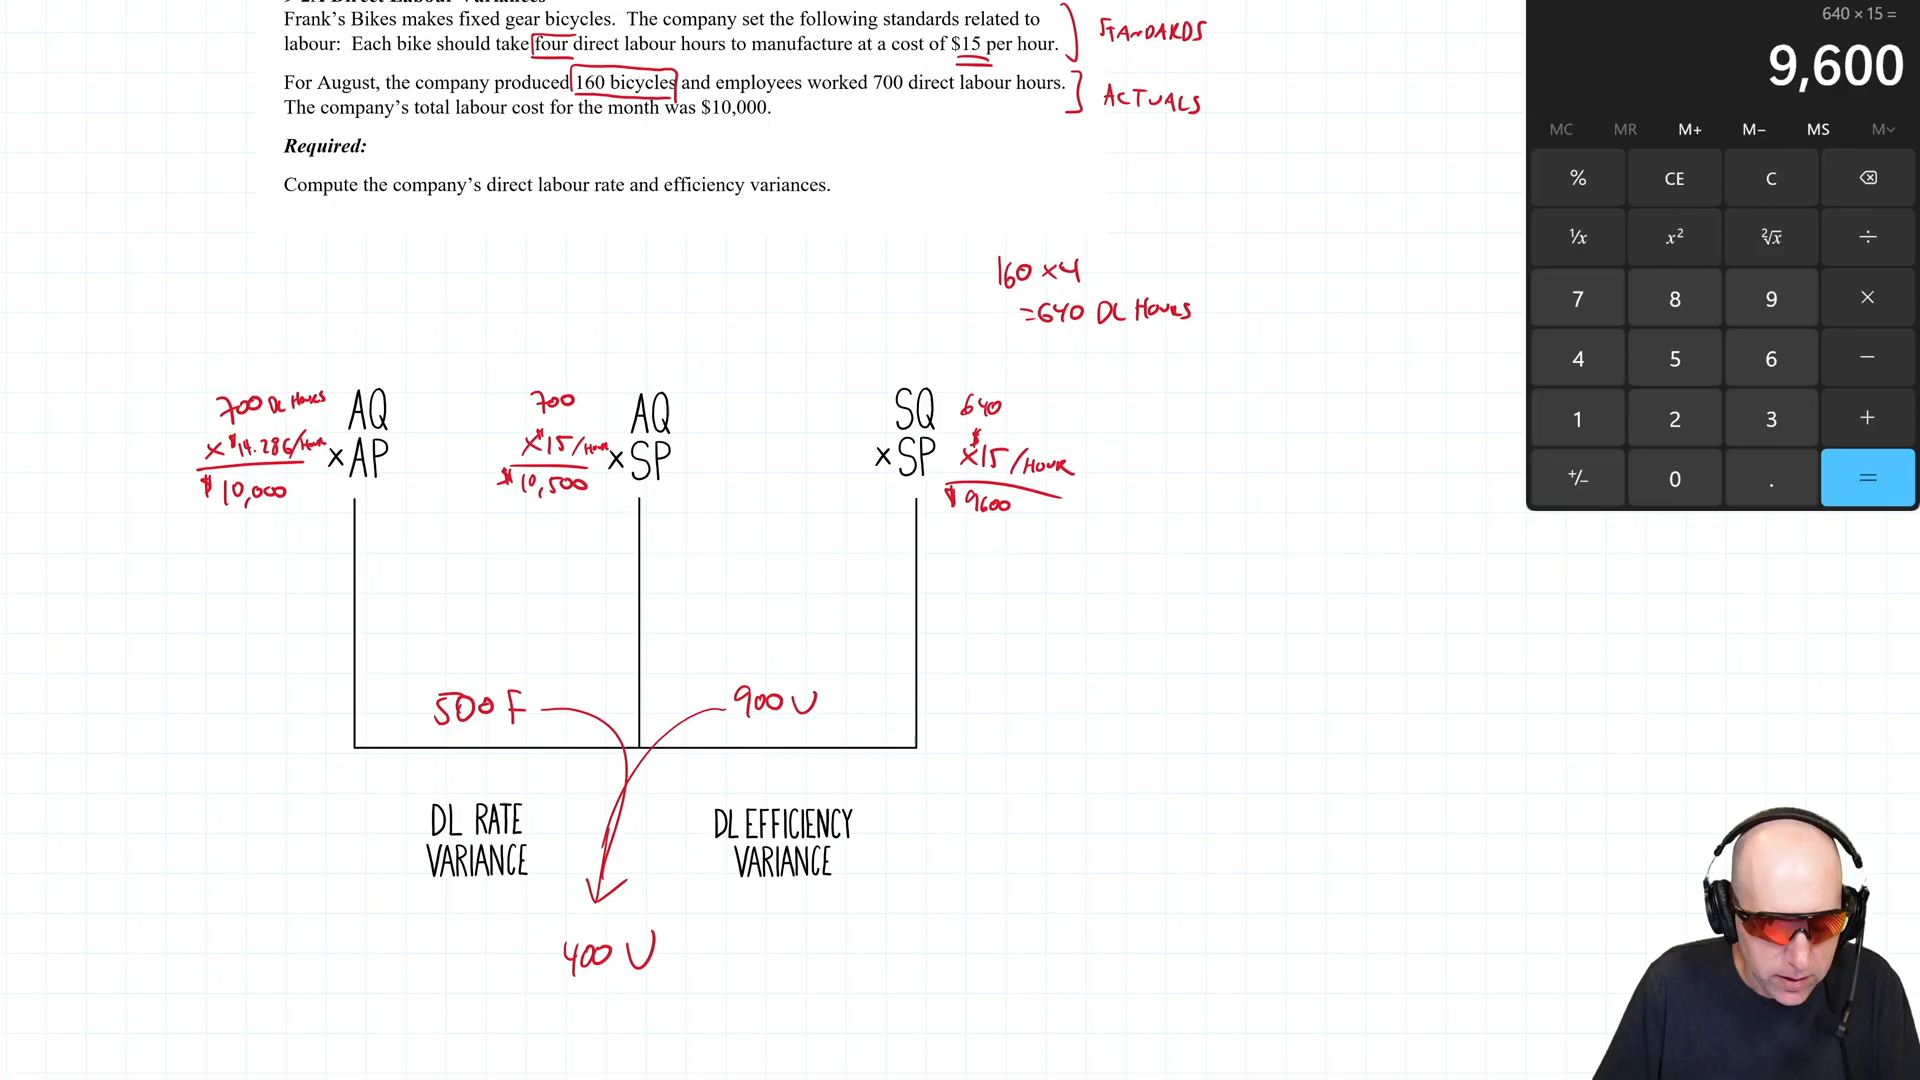 Frank's Bikes makes fixed gear bicycles. The company set the following standards related to
labour: Each bike should take four direct labour hours to manufacture at a cost of $15 per hour.
STANDARDS
For August, the company produced 160 bicycles and employees worked 700 direct labour hours.
The company's total labour cost for the month was $10,000.
ACTUALS
Required:
Compute the company's direct labour rate and efficiency variances.
160 x 4
= 640 DL Hours
700 DL Hours
x $14.286/Hour
$10,000
AQ
x AP
700
x $15/Hour
$10,500
AQ
x SP
SQ
x SP
640
x $15/Hour
$9600
500 F
900 U
DL RATE
VARIANCE
DL EFFICIENCY
VARIANCE
400 U
640 × 15 =
9,600
MC MR M+ M− MS M˅
% CE C ⌫
¹/x x² ²√x ÷
7 8 9 ×
4 5 6 −
1 2 3 +
+/− 0 . =